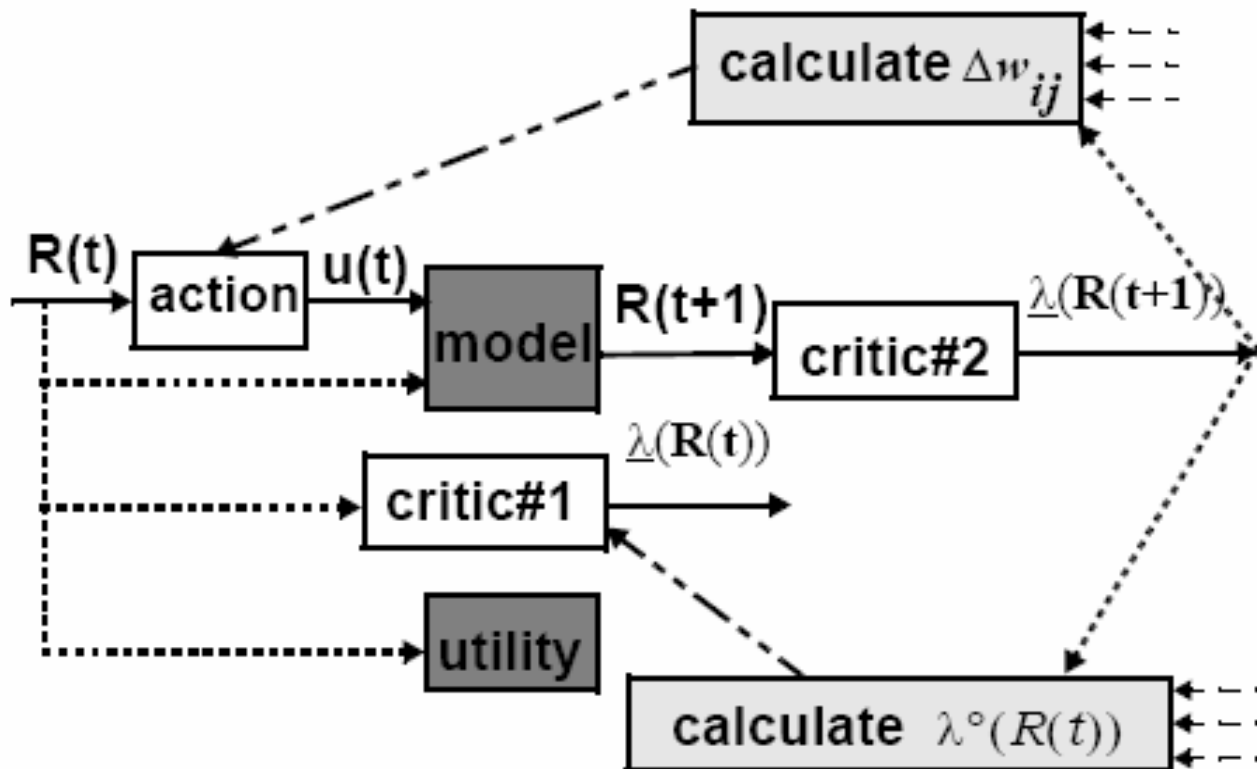 calculate Δw_ij
R(t)
action
u(t)
model
R(t+1)
critic#2
λ(R(t+1))
critic#1
λ(R(t))
utility
calculate λ°(R(t))